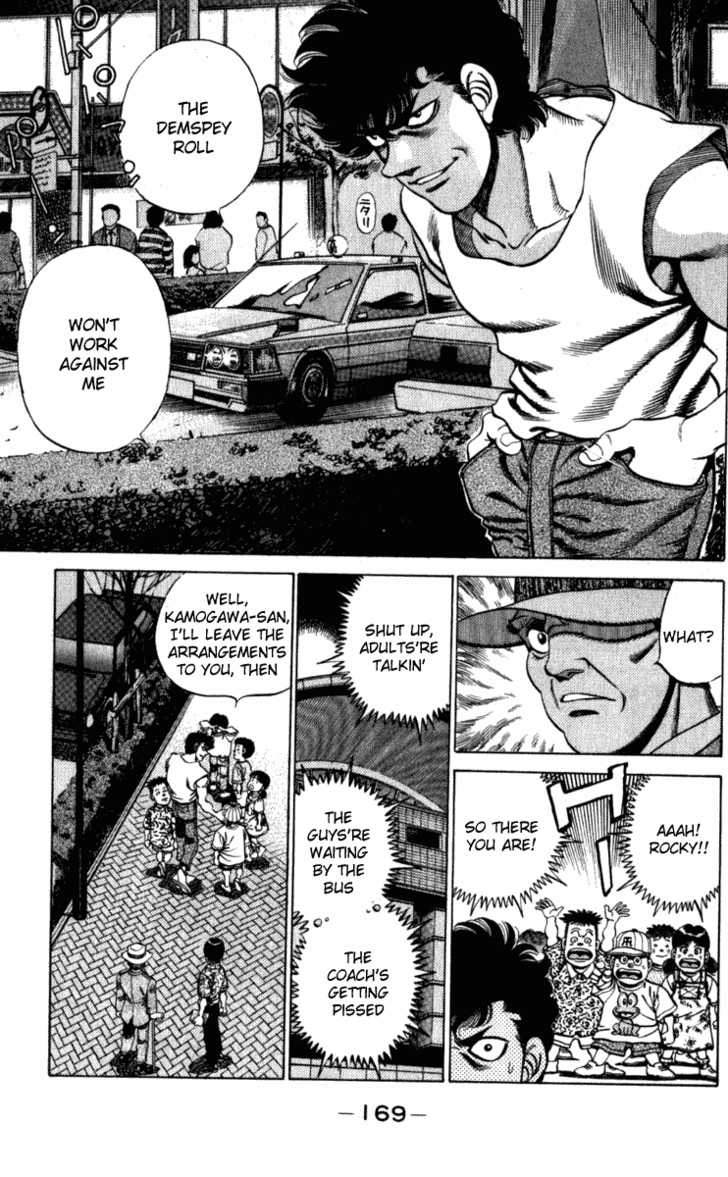 THE
DEMSPEY
ROLL
ニタリ
WON'T
WORK
AGAINST
ME
WHAT?
AAAH!
ROCKY!!
SO THERE
YOU ARE!
SHUT UP,
ADULTS'RE
TALKIN'
THE
GUYS'RE
WAITING
BY THE
BUS
THE
COACH'S
GETTING
PISSED
WELL,
KAMOGAWA-SAN,
I'LL LEAVE THE
ARRANGEMENTS
TO YOU, THEN
-169-